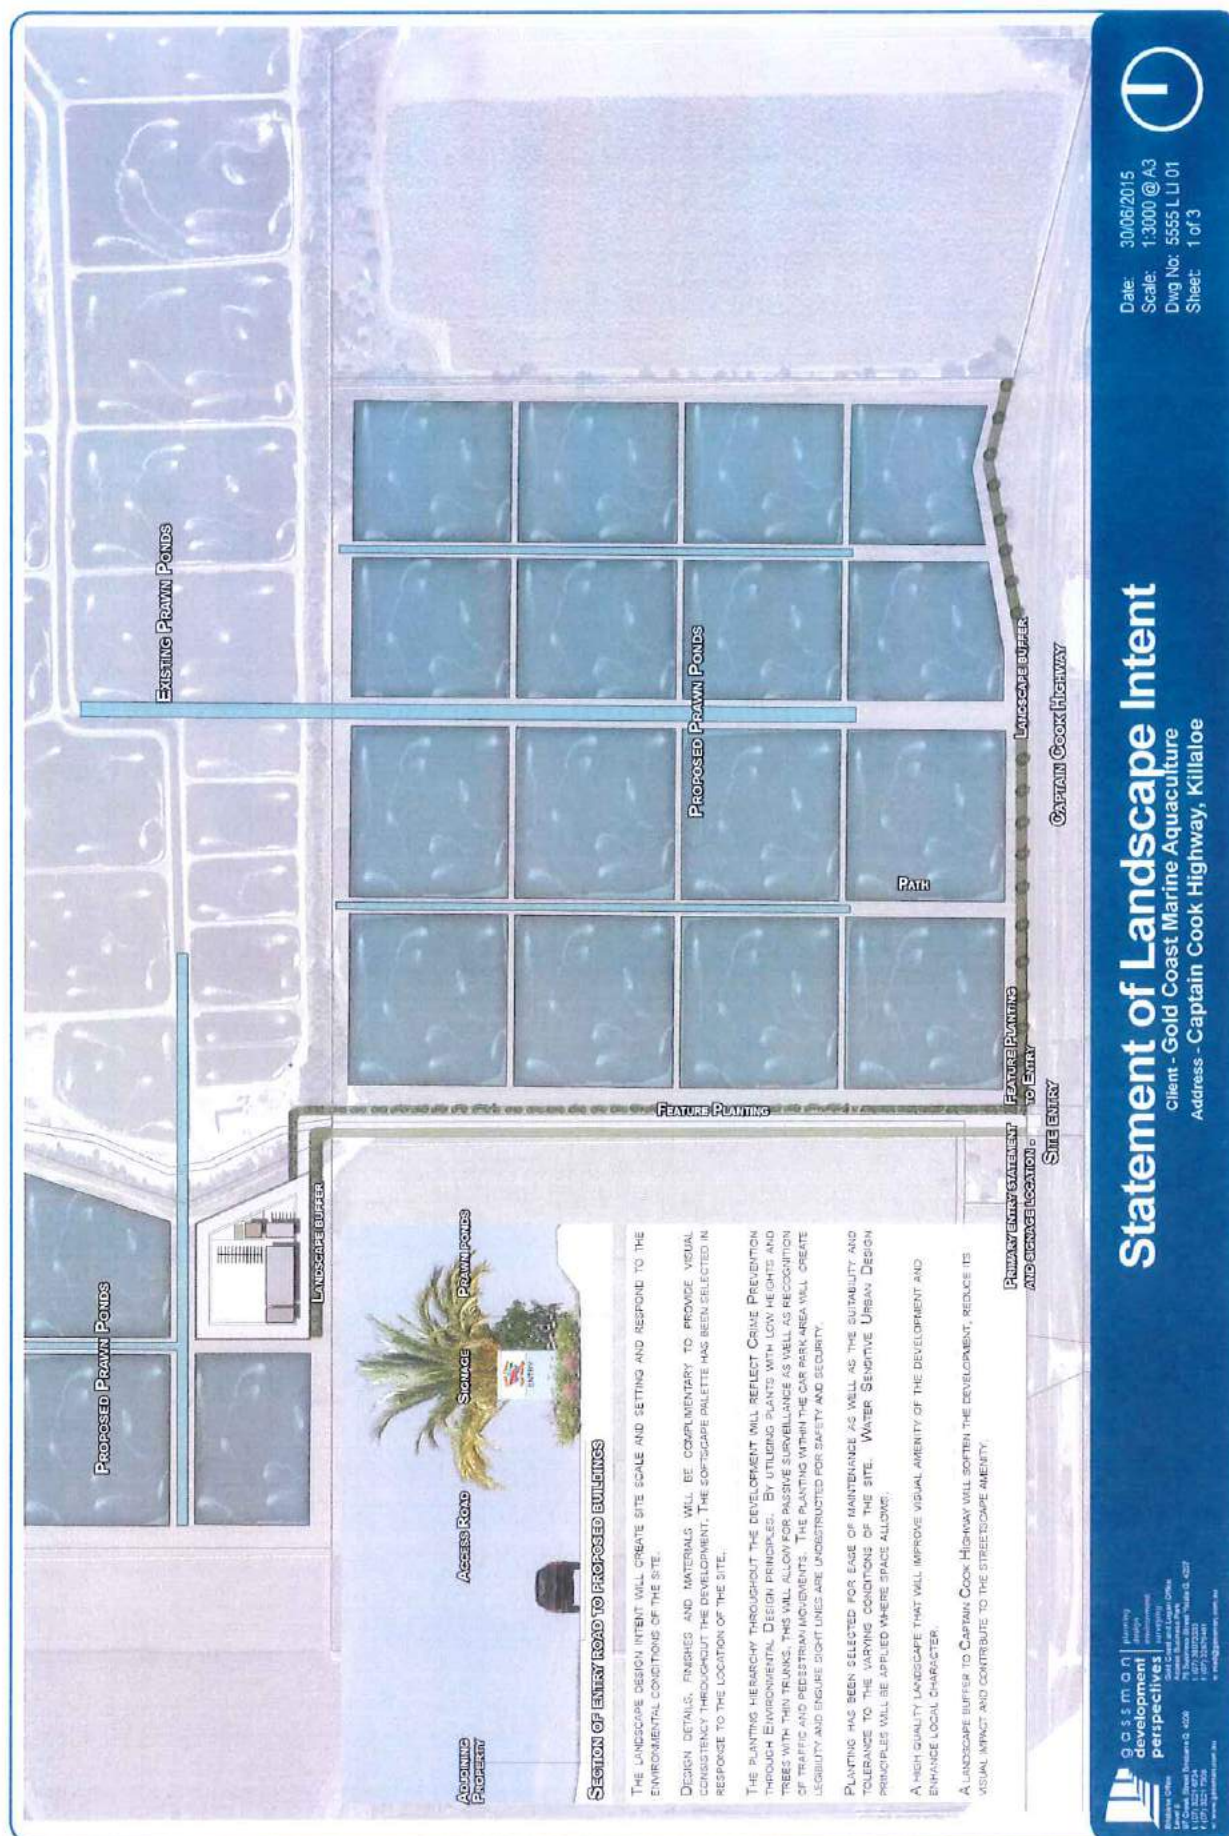 EXISTING PRAWN PONDS
PROPOSED PRAWN PONDS
LANDSCAPE BUFFER
PROPOSED PRAWN PONDS
PATH
FEATURE PLANTING
LANDSCAPE BUFFER
CAPTAIN COOK HIGHWAY
FEATURE PLANTING
TO ENTRY
SITE ENTRY
PRIMARY ENTRY STATEMENT
AND SIGNAGE LOCATION -
ADJOINING
PROPERTY
ACCESS ROAD
SIGNAGE
PRAWN PONDS
ENTRY
SECTION OF ENTRY ROAD TO PROPOSED BUILDINGS
THE LANDSCAPE DESIGN INTENT WILL CREATE SITE SCALE AND SETTING AND RESPOND TO THE
ENVIRONMENTAL CONDITIONS OF THE SITE.
DESIGN DETAILS, FINISHES AND MATERIALS WILL BE COMPLIMENTARY TO PROVIDE VISUAL
CONSISTENCY THROUGHOUT THE DEVELOPMENT. THE SOFTSCAPE PALETTE HAS BEEN SELECTED IN
RESPONSE TO THE LOCATION OF THE SITE.
THE PLANTING HIERARCHY THROUGHOUT THE DEVELOPMENT WILL REFLECT CRIME PREVENTION
THROUGH ENVIRONMENTAL DESIGN PRINCIPLES. BY UTILISING PLANTS WITH LOW HEIGHTS AND
TREES WITH THIN TRUNKS, THIS WILL ALLOW FOR PASSIVE SURVEILLANCE AS WELL AS RECOGNITION
OF TRAFFIC AND PEDESTRIAN MOVEMENTS. THE PLANTING WITHIN THE CAR PARK AREA WILL CREATE
LEGIBILITY AND ENSURE SIGHT LINES ARE UNOBSTRUCTED FOR SAFETY AND SECURITY.
PLANTING HAS BEEN SELECTED FOR EASE OF MAINTENANCE AS WELL AS THE SUITABILITY AND
TOLERANCE TO THE VARYING CONDITIONS OF THE SITE. WATER SENSITIVE URBAN DESIGN
PRINCIPLES WILL BE APPLIED WHERE SPACE ALLOWS.
A HIGH QUALITY LANDSCAPE THAT WILL IMPROVE VISUAL AMENITY OF THE DEVELOPMENT AND
ENHANCE LOCAL CHARACTER.
A LANDSCAPE BUFFER TO CAPTAIN COOK HIGHWAY WILL SOFTEN THE DEVELOPMENT, REDUCE ITS
VISUAL IMPACT AND CONTRIBUTE TO THE STREETSCAPE AMENITY.
gassman
development
perspectives
planning
design
environment
surveying
Statement of Landscape Intent
Client - Gold Coast Marine Aquaculture
Address - Captain Cook Highway, Killaloe
Date: 30/06/2015
Scale: 1:3000 @ A3
Dwg No: 5555 L LI 01
Sheet: 1 of 3